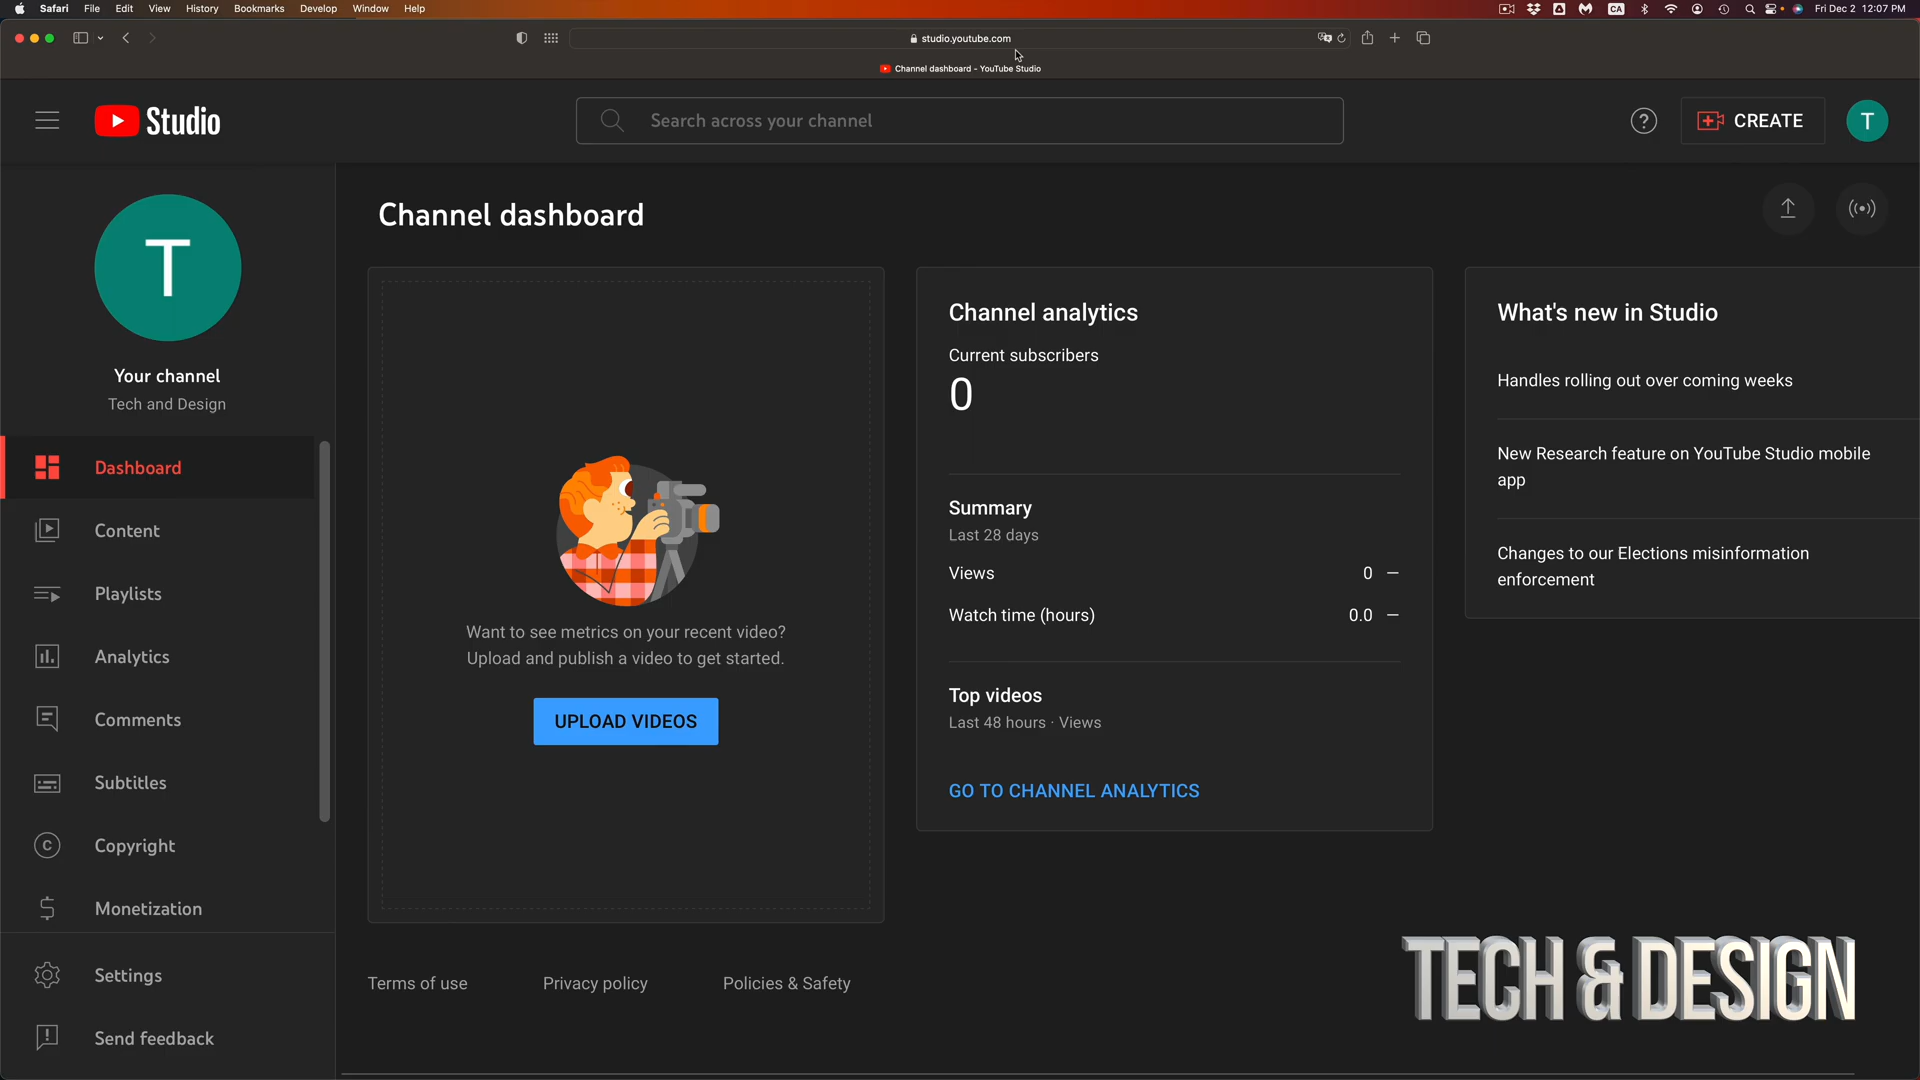 Safari File Edit View History Bookmarks Develop Window Help
CA
Fri Dec 2 12:07 PM
studio.youtube.com
Channel dashboard - YouTube Studio
Studio
Search across your channel
?
CREATE
T
T
Your channel
Tech and Design
Dashboard
Content
Playlists
Analytics
Comments
Subtitles
Copyright
Monetization
Settings
Send feedback
Channel dashboard
Want to see metrics on your recent video?
Upload and publish a video to get started.
UPLOAD VIDEOS
Channel analytics
Current subscribers
0
Summary
Last 28 days
Views 0 —
Watch time (hours) 0.0 —
Top videos
Last 48 hours · Views
GO TO CHANNEL ANALYTICS
What's new in Studio
Handles rolling out over coming weeks
New Research feature on YouTube Studio mobile
app
Changes to our Elections misinformation
enforcement
Terms of use Privacy policy Policies & Safety
TECH & DESIGN